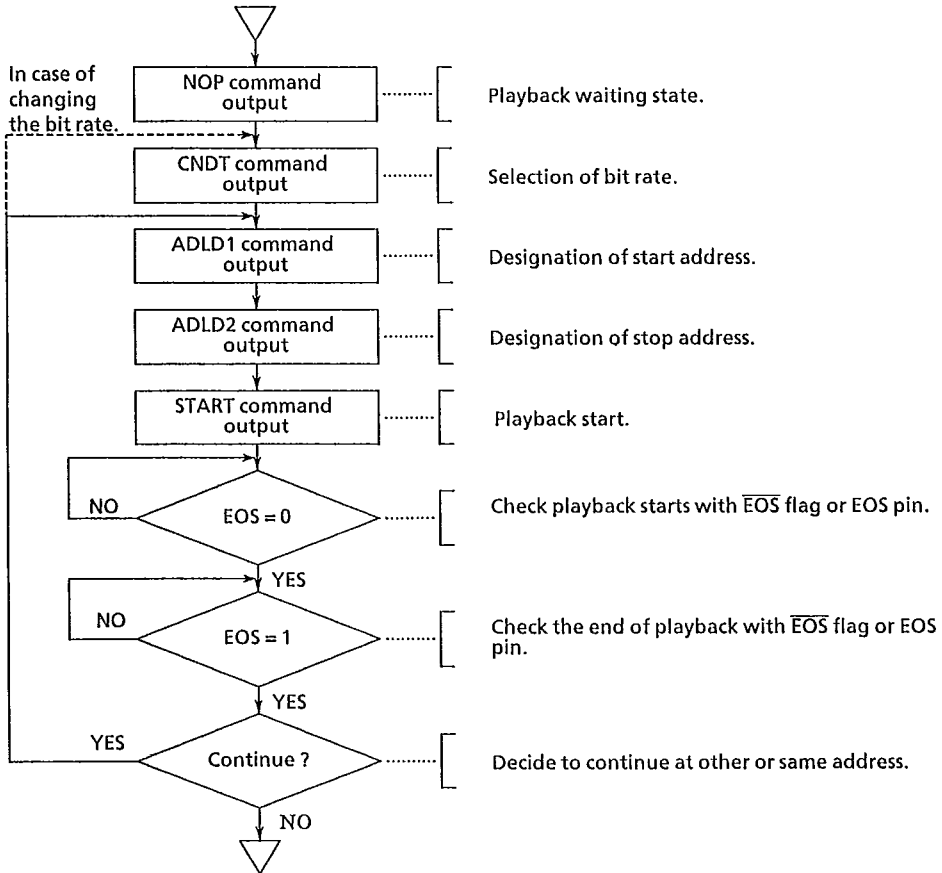 In case of
changing
the bit rate.
NOP command
output
Playback waiting state.
CNDT command
output
Selection of bit rate.
ADLD1 command
output
Designation of start address.
ADLD2 command
output
Designation of stop address.
START command
output
Playback start.
NO
EOS = 0
Check playback starts with E̅O̅S̅ flag or EOS pin.
YES
NO
EOS = 1
Check the end of playback with E̅O̅S̅ flag or EOS
pin.
YES
YES
Continue ?
Decide to continue at other or same address.
NO